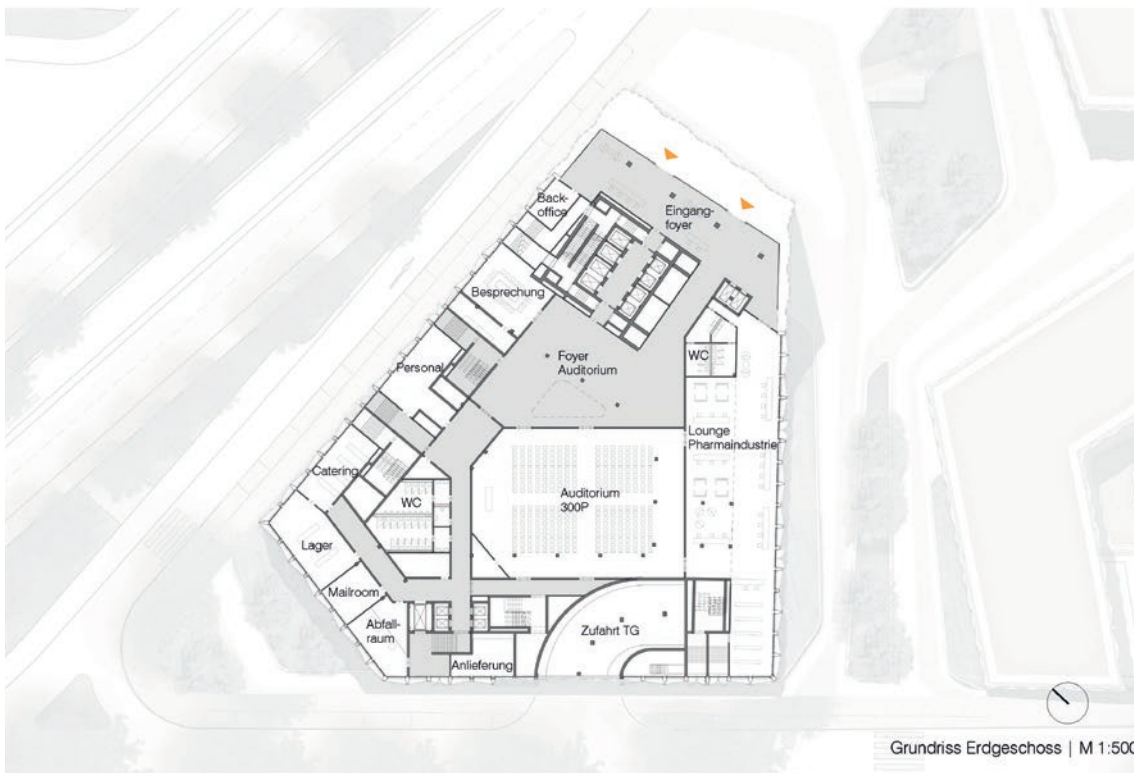 Back-
office
Eingang-
foyer
Besprechung
Foyer
Auditorium
WC
Personal
Lounge
Pharmaindustrie
Catering
Auditorium
300P
WC
Lager
Mailroom
Abfall-
raum
Zufahrt TG
Anlieferung
Grundriss Erdgeschoss | M 1:500